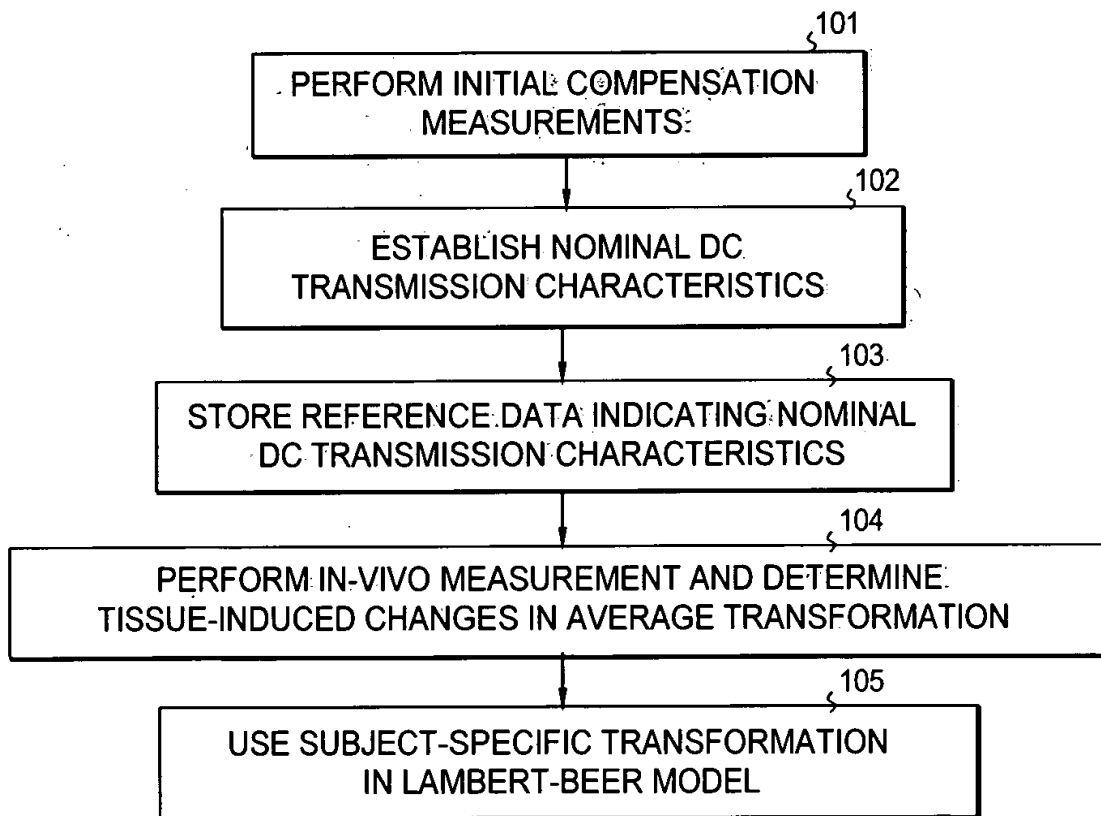 101
PERFORM INITIAL COMPENSATION
MEASUREMENTS
102
ESTABLISH NOMINAL DC
TRANSMISSION CHARACTERISTICS
103
STORE REFERENCE DATA INDICATING NOMINAL
DC TRANSMISSION CHARACTERISTICS
104
PERFORM IN-VIVO MEASUREMENT AND DETERMINE
TISSUE-INDUCED CHANGES IN AVERAGE TRANSFORMATION
105
USE SUBJECT-SPECIFIC TRANSFORMATION
IN LAMBERT-BEER MODEL